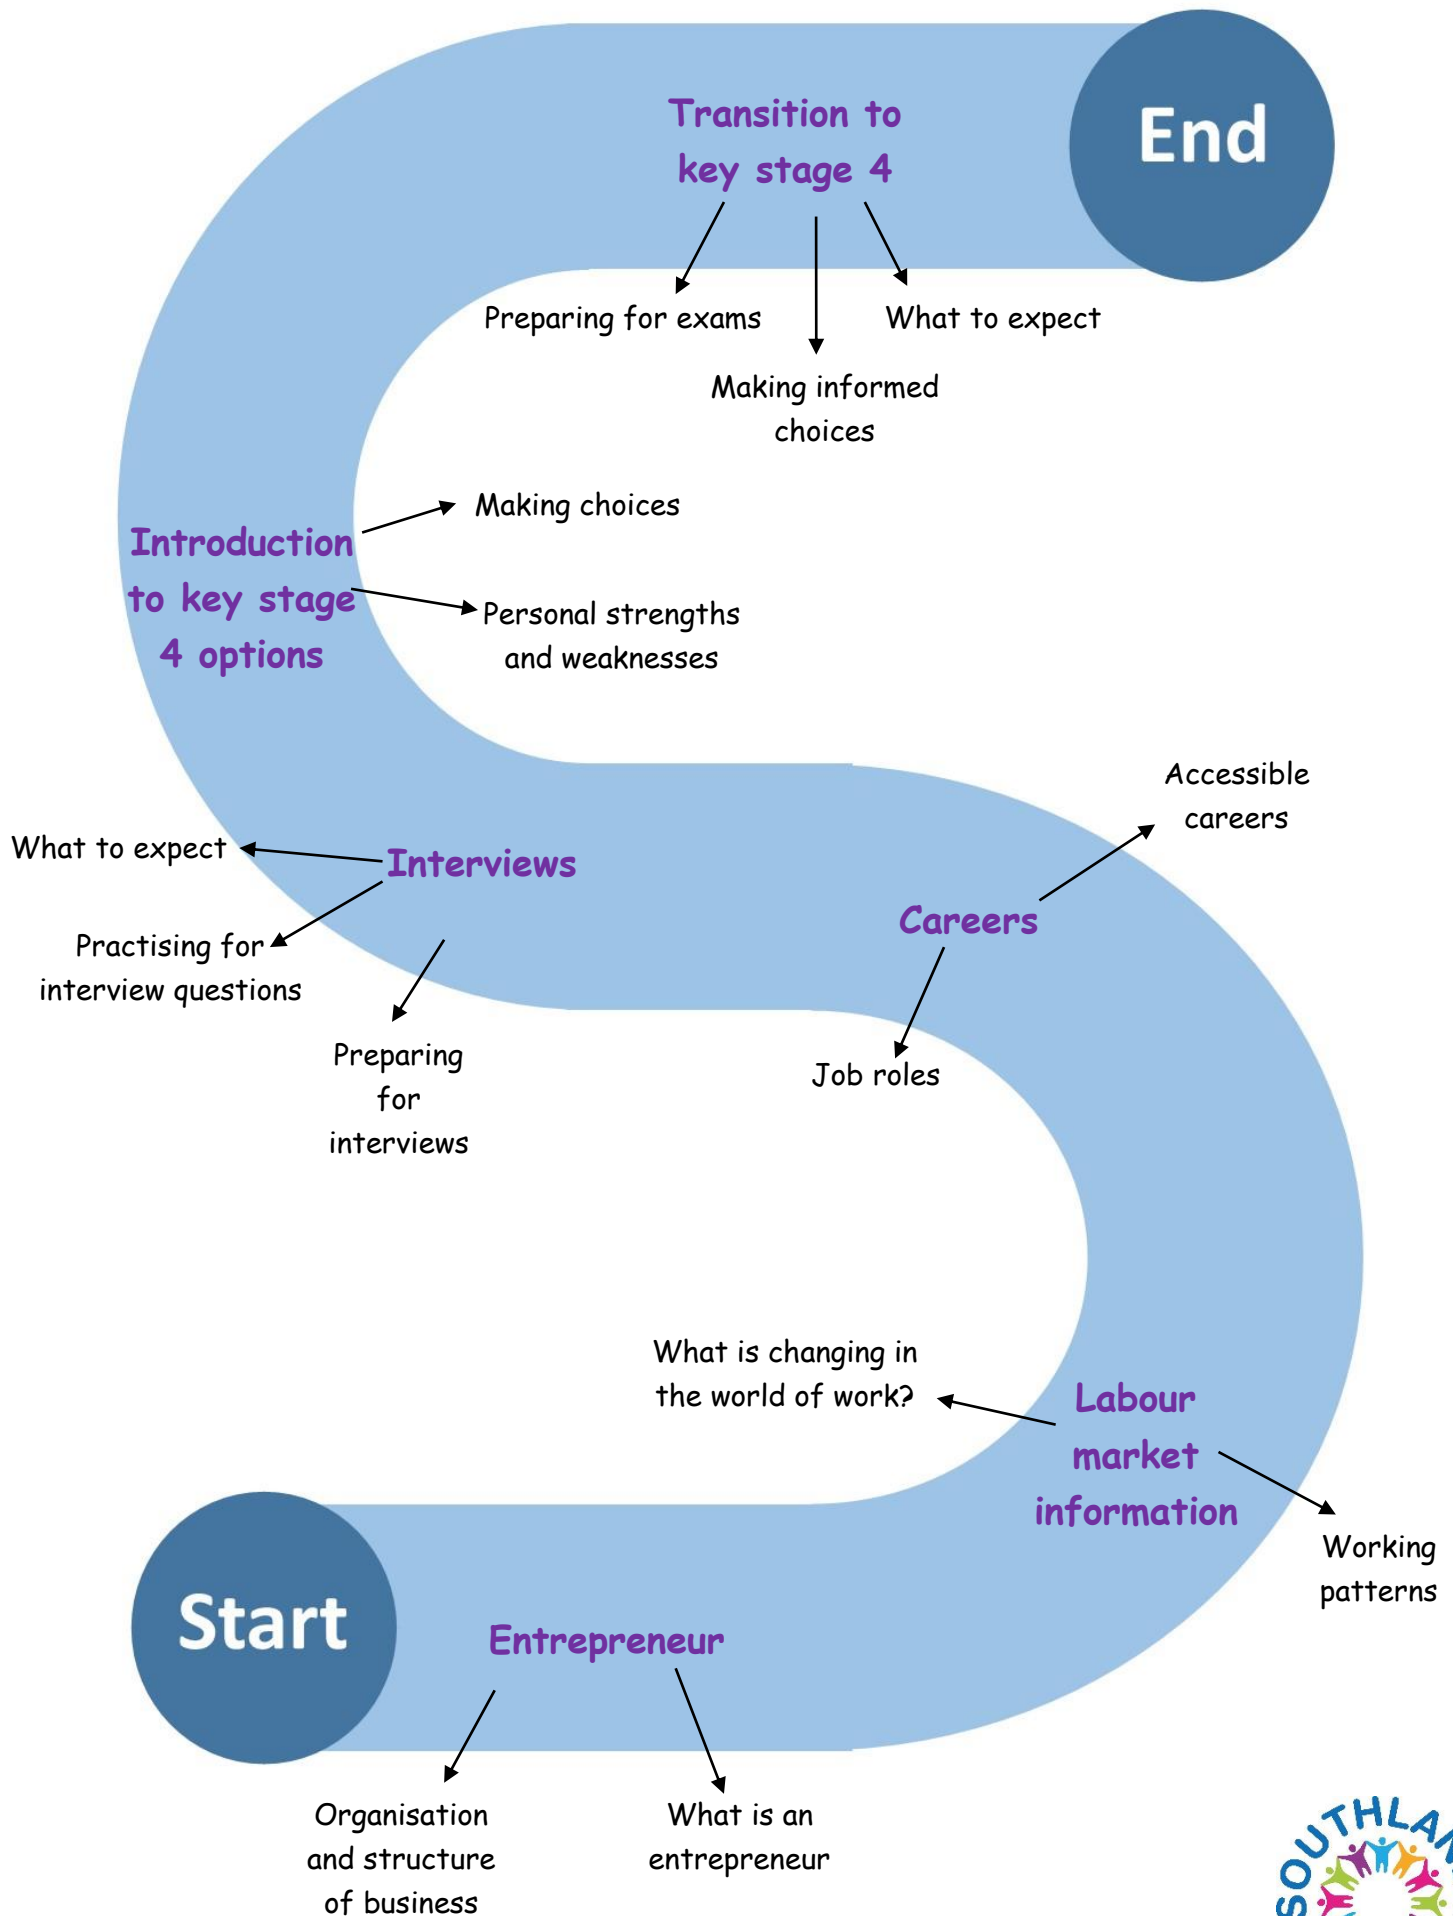 Transition to
key stage 4
End
Preparing for exams
What to expect
Making informed
choices
Making choices
Introduction
to key stage
4 options
Personal strengths
and weaknesses
Accessible
careers
What to expect
Interviews
Careers
Practising for
interview questions
Preparing
for
interviews
Job roles
What is changing in
the world of work?
Labour
market
information
Working
patterns
Start
Entrepreneur
Organisation
and structure
of business
What is an
entrepreneur